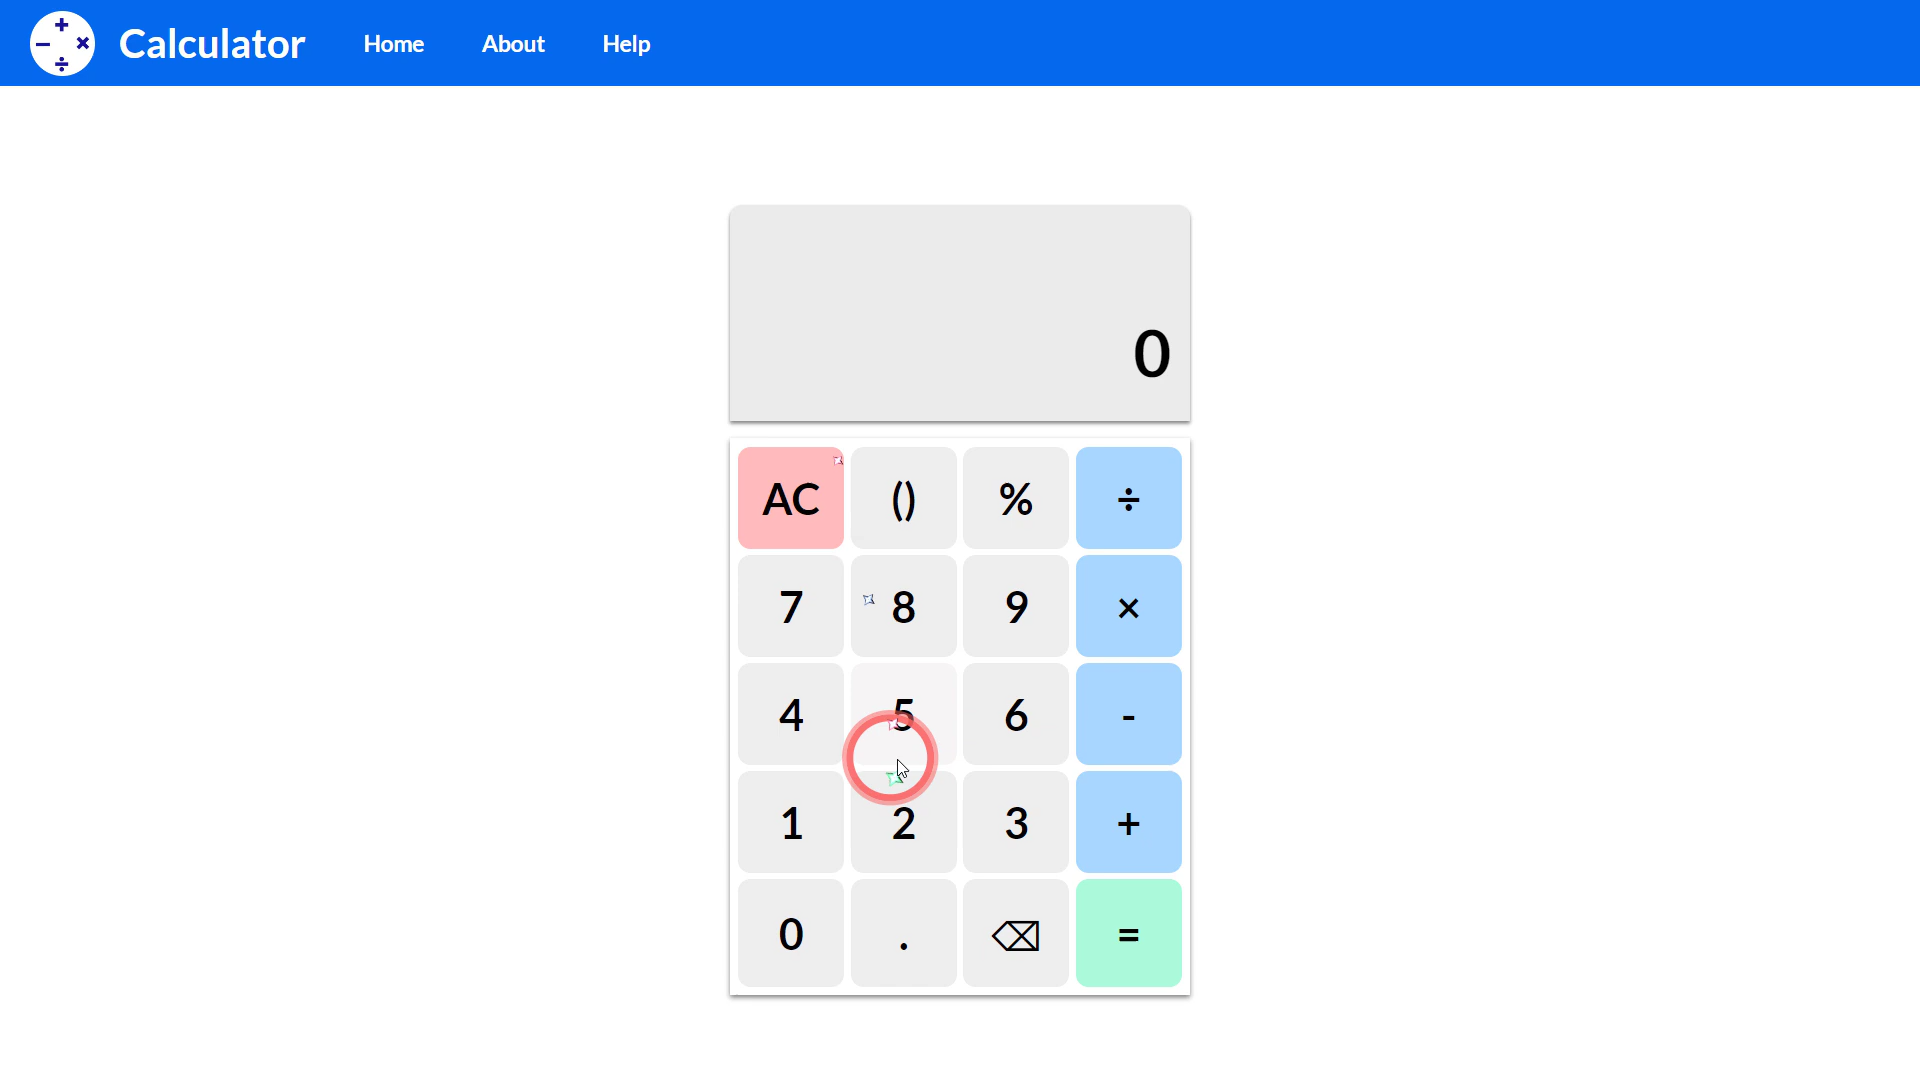 Calculator Home About Help
0
AC () % ÷
7 8 9 ×
4 5 6 -
1 2 3 +
0 . ⌫ =